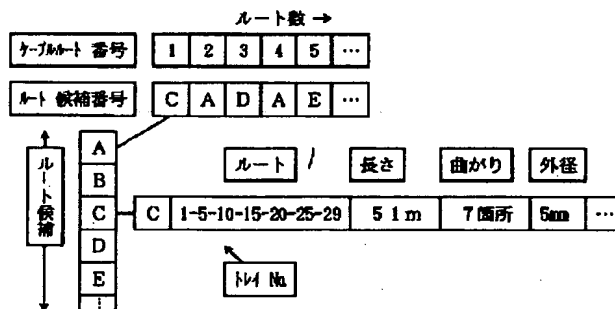 ルート数 →
ケーブルルート 番号 1 2 3 4 5 …
ルート 候補番号 C A D A E …
ルート候補
A
B
ルート 長さ 曲がり 外径
C C 1-5-10-15-20-25-29 51m 7箇所 5mm …
D
トレイ No.
E
⋮